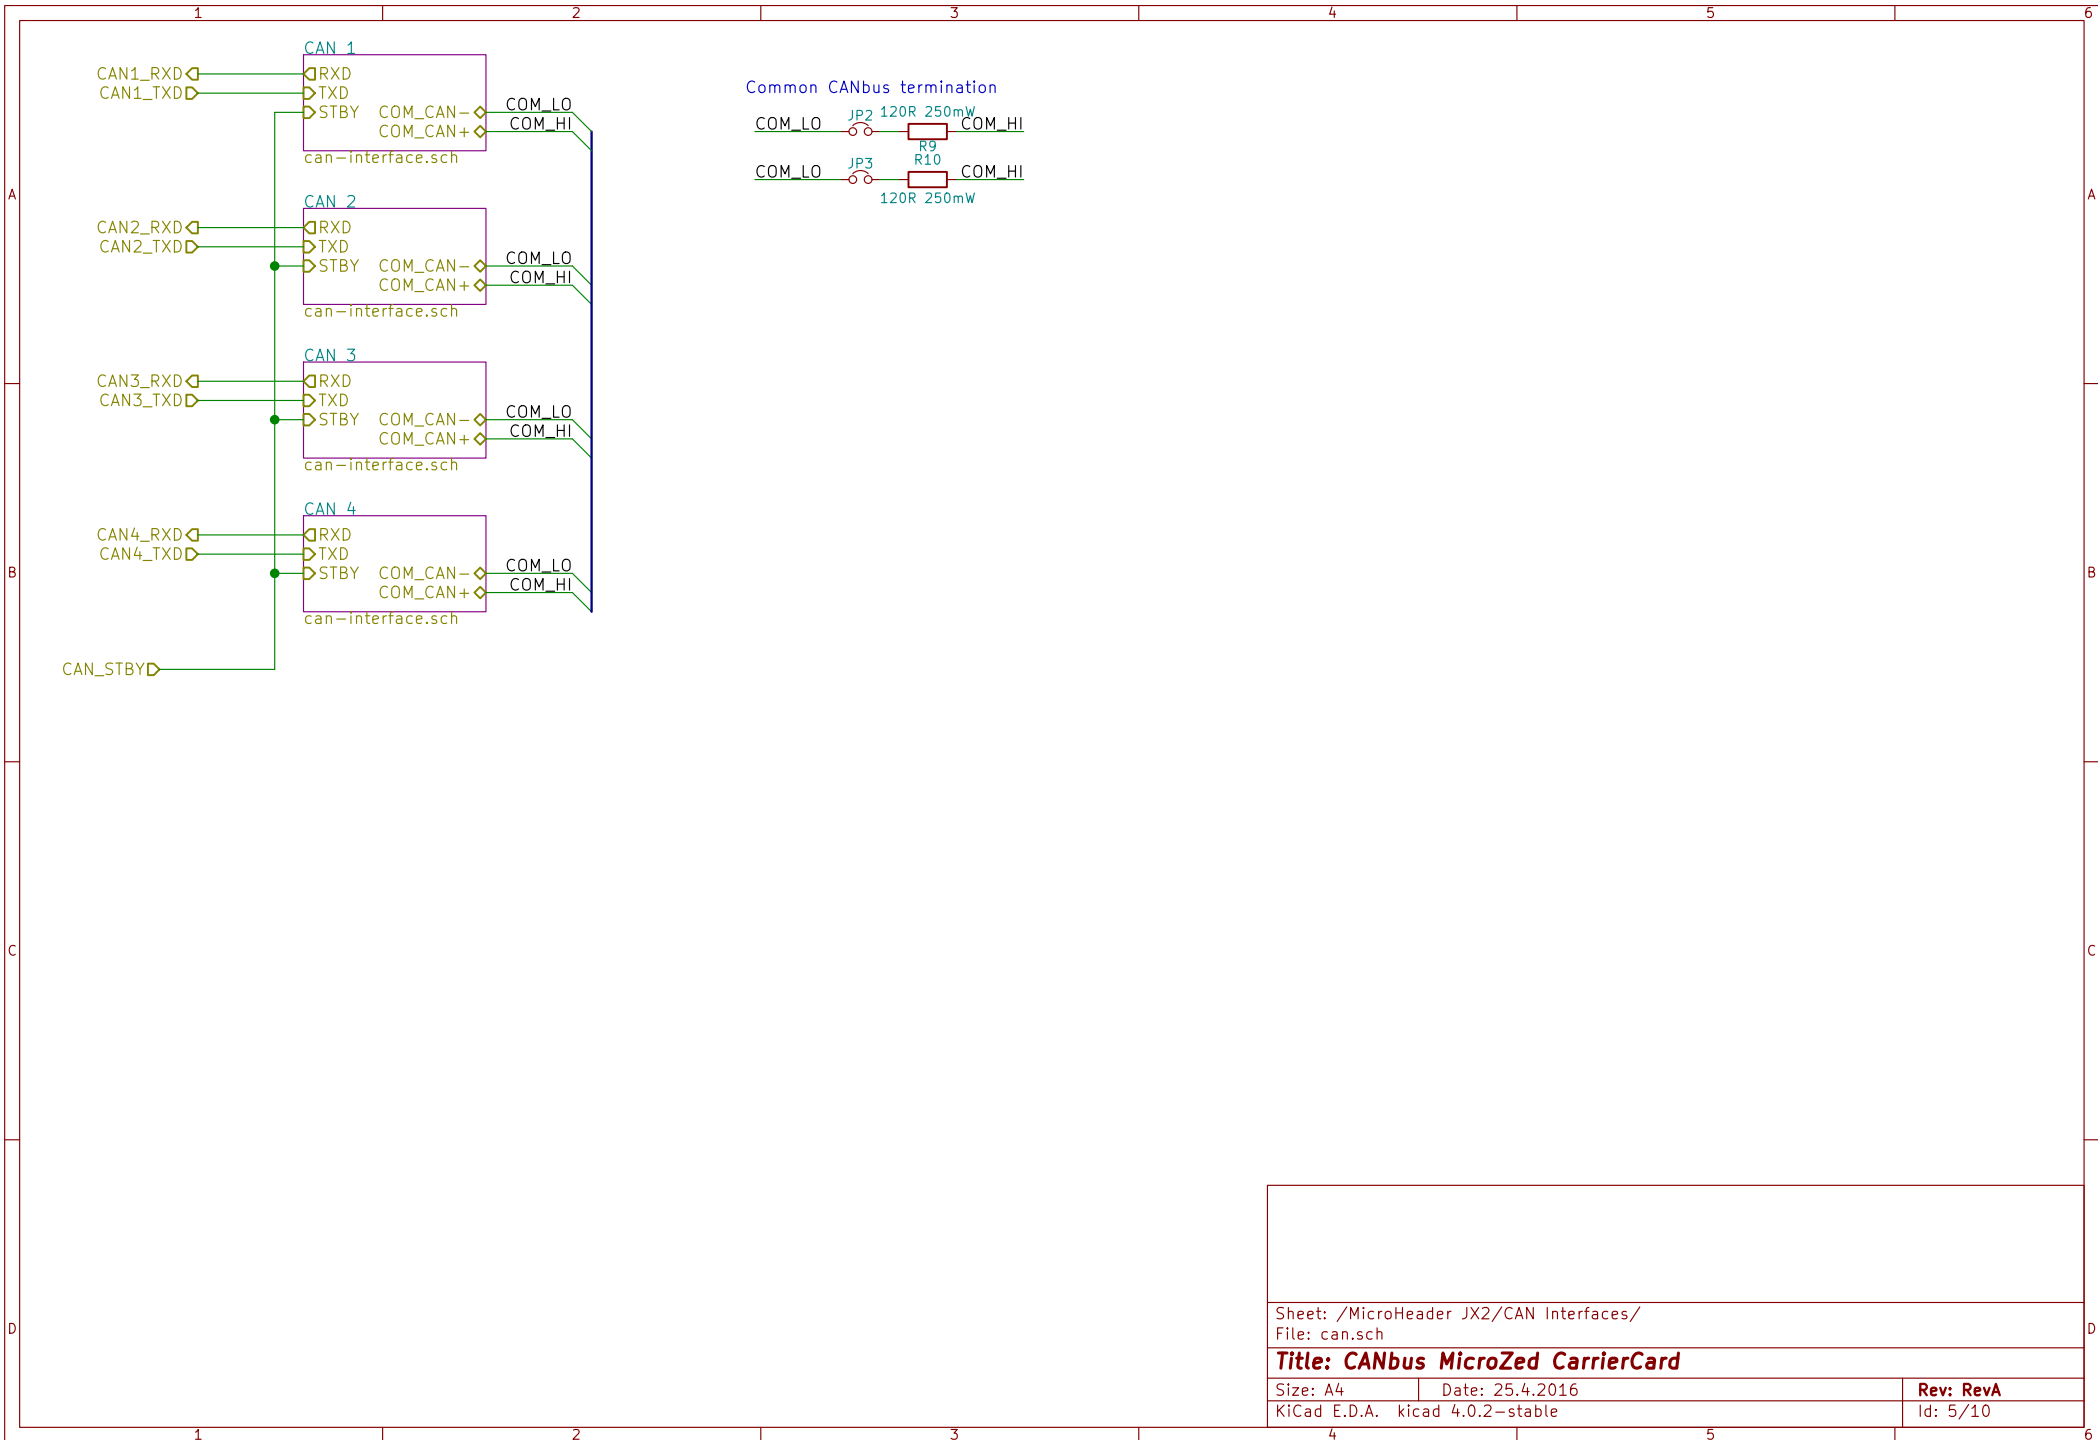 1 2 3 4 5 6
CAN 1
CAN1_RXD RXD
CAN1_TXD TXD
STBY COM_CAN- COM_LO
COM_CAN+ COM_HI
can-interface.sch
Common CANbus termination
JP2 120R 250mW
COM_LO COM_HI
R9
R10
JP3
COM_LO COM_HI
120R 250mW
A A
CAN 2
CAN2_RXD RXD
CAN2_TXD TXD
STBY COM_CAN- COM_LO
COM_CAN+ COM_HI
can-interface.sch
CAN 3
CAN3_RXD RXD
CAN3_TXD TXD
STBY COM_CAN- COM_LO
COM_CAN+ COM_HI
can-interface.sch
CAN 4
CAN4_RXD RXD
CAN4_TXD TXD
STBY COM_CAN- COM_LO
B B
COM_CAN+ COM_HI
can-interface.sch
CAN_STBY
C C
Sheet: /MicroHeader JX2/CAN Interfaces/
D D
File: can.sch
Title: CANbus MicroZed CarrierCard
Size: A4 Date: 25.4.2016 Rev: RevA
KiCad E.D.A. kicad 4.0.2-stable Id: 5/10
1 2 3 4 5 6